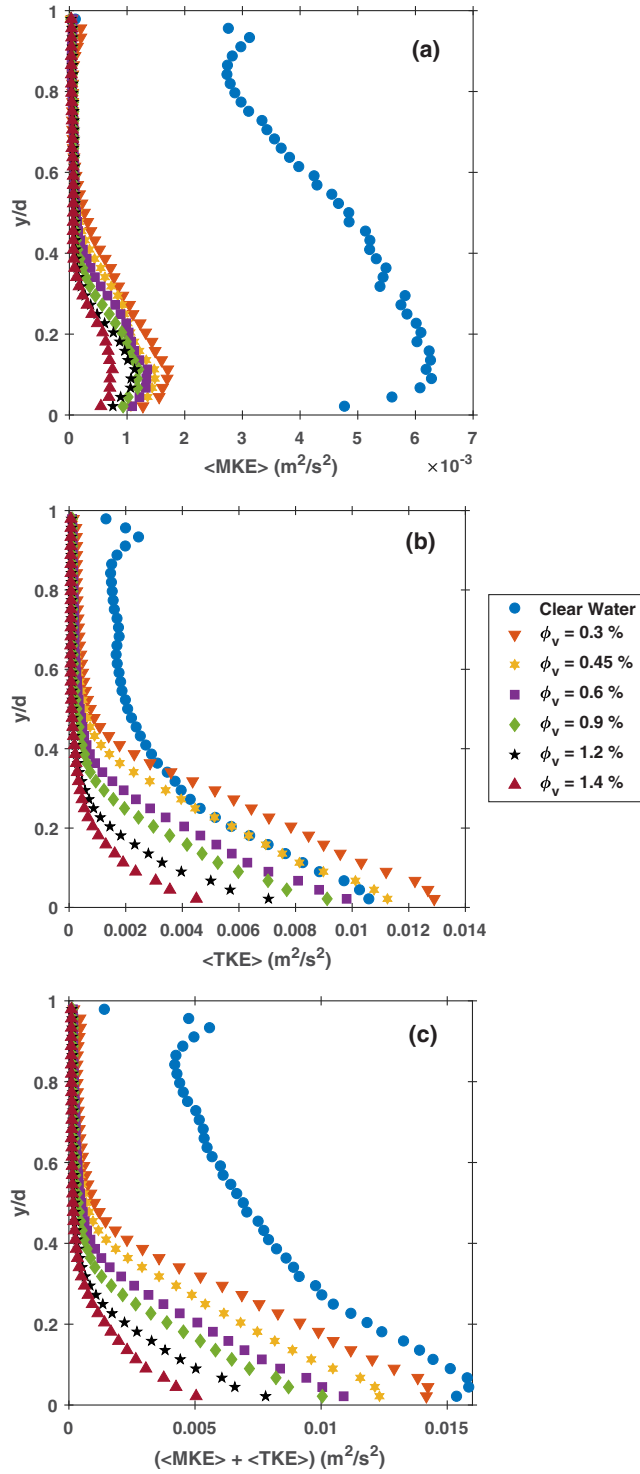 (a)
1
0.8
0.6
0.4
0.2
0
y/d
0 1 2 3 4 5 6 7
<MKE> (m²/s²)
×10⁻³
(b)
1
0.8
0.6
0.4
0.2
0
y/d
0 0.002 0.004 0.006 0.008 0.01 0.012 0.014
<TKE> (m²/s²)
Clear Water
ϕᵥ = 0.3 %
ϕᵥ = 0.45 %
ϕᵥ = 0.6 %
ϕᵥ = 0.9 %
ϕᵥ = 1.2 %
ϕᵥ = 1.4 %
(c)
1
0.8
0.6
0.4
0.2
0
y/d
0 0.005 0.01 0.015
(<MKE> + <TKE>) (m²/s²)